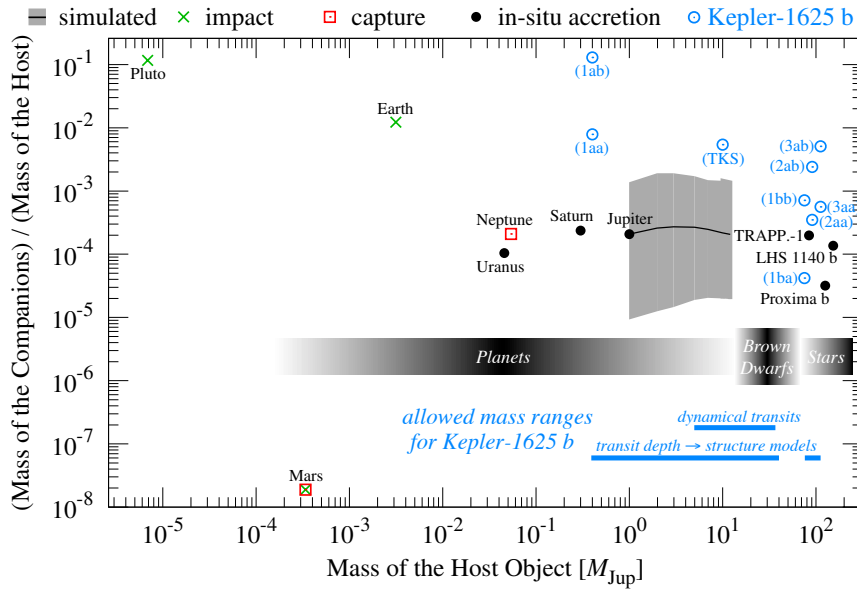 simulated impact capture in-situ accretion Kepler-1625 b
10^-1
10^-2
10^-3
10^-4
10^-5
10^-6
10^-7
10^-8
(Mass of the Companions) / (Mass of the Host)
Pluto
(1ab)
Earth
(1aa)
(TKS)
(3ab)
(2ab)
(1bb)
(3aa
(2aa)
Neptune
Saturn
Jupiter
TRAPP.-1
Uranus
LHS 1140 b
(1ba)
Proxima b
Planets
Brown
Dwarfs
Stars
allowed mass ranges
for Kepler-1625 b
dynamical transits
transit depth → structure models
Mars
10^-5 10^-4 10^-3 10^-2 10^-1 10^0 10^1 10^2
Mass of the Host Object [M_Jup]